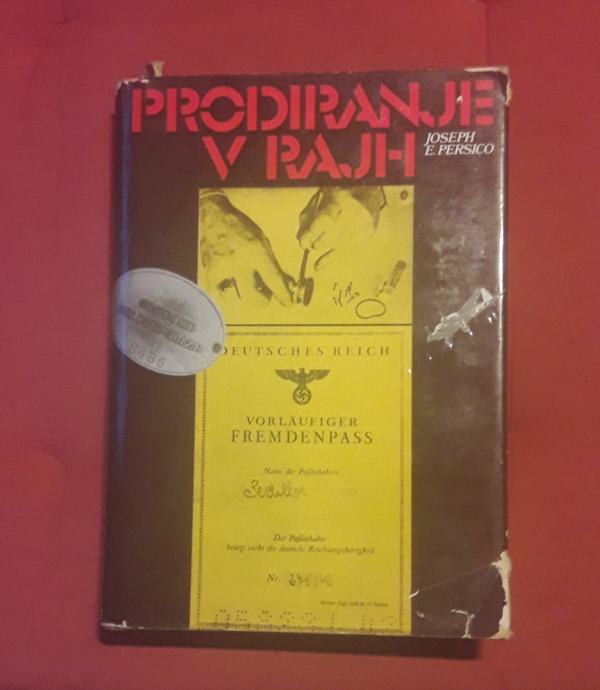 PRODIRANJE
V RAJH
JOSEPH
E. PERSICO
8486
DEUTSCHES REICH
VORLÄUFIGER
FREMDENPASS
Name des Paßinhabers
Der Paßinhaber
besitzt nicht die deutsche Reichsangehörigkeit
Nr.